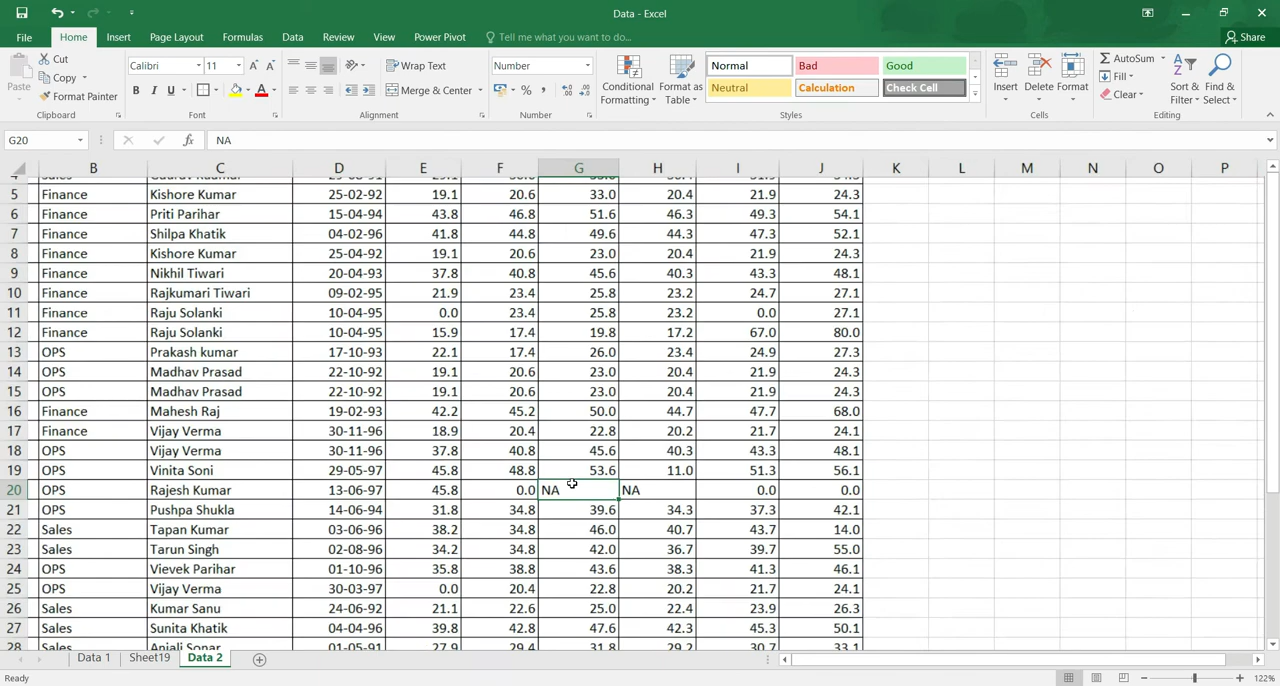 Data - Excel
File Home Insert Page Layout Formulas Data Review View Power Pivot Tell me what you want to do... Share
Paste Cut Copy Format Painter Clipboard
Calibri 11 A A B I U A Font
Wrap Text Merge & Center Alignment
Number % , Number
Conditional Formatting Format as Table
Normal Bad Good
Neutral Calculation Check Cell
Styles
Insert Delete Format Cells
AutoSum Fill Clear Sort & Filter Find & Select Editing
G20 fx NA
B C D E F G H I J K L M N O P
5 Finance Kishore Kumar 25-02-92 19.1 20.6 33.0 20.4 21.9 24.3
6 Finance Priti Parihar 15-04-94 43.8 46.8 51.6 46.3 49.3 54.1
7 Finance Shilpa Khatik 04-02-96 41.8 44.8 49.6 44.3 47.3 52.1
8 Finance Kishore Kumar 25-04-92 19.1 20.6 23.0 20.4 21.9 24.3
9 Finance Nikhil Tiwari 20-04-93 37.8 40.8 45.6 40.3 43.3 48.1
10 Finance Rajkumari Tiwari 09-02-95 21.9 23.4 25.8 23.2 24.7 27.1
11 Finance Raju Solanki 10-04-95 0.0 23.4 25.8 23.2 0.0 27.1
12 Finance Raju Solanki 10-04-95 15.9 17.4 19.8 17.2 67.0 80.0
13 OPS Prakash kumar 17-10-93 22.1 17.4 26.0 23.4 24.9 27.3
14 OPS Madhav Prasad 22-10-92 19.1 20.6 23.0 20.4 21.9 24.3
15 OPS Madhav Prasad 22-10-92 19.1 20.6 23.0 20.4 21.9 24.3
16 Finance Mahesh Raj 19-02-93 42.2 45.2 50.0 44.7 47.7 68.0
17 Finance Vijay Verma 30-11-96 18.9 20.4 22.8 20.2 21.7 24.1
18 OPS Vijay Verma 30-11-96 37.8 40.8 45.6 40.3 43.3 48.1
19 OPS Vinita Soni 29-05-97 45.8 48.8 53.6 11.0 51.3 56.1
20 OPS Rajesh Kumar 13-06-97 45.8 0.0 NA NA 0.0 0.0
21 OPS Pushpa Shukla 14-06-94 31.8 34.8 39.6 34.3 37.3 42.1
22 Sales Tapan Kumar 03-06-96 38.2 34.8 46.0 40.7 43.7 14.0
23 Sales Tarun Singh 02-08-96 34.2 34.8 42.0 36.7 39.7 55.0
24 OPS Vievek Parihar 01-10-96 35.8 38.8 43.6 38.3 41.3 46.1
25 OPS Vijay Verma 30-03-97 0.0 20.4 22.8 20.2 21.7 24.1
26 Sales Kumar Sanu 24-06-92 21.1 22.6 25.0 22.4 23.9 26.3
27 Sales Sunita Khatik 04-04-96 39.8 42.8 47.6 42.3 45.3 50.1
28 Sales Anjali Sonar 01-05-91 27.9 29.4 31.8 29.2 30.7 33.1
Data 1 Sheet19 Data 2
Ready 122%